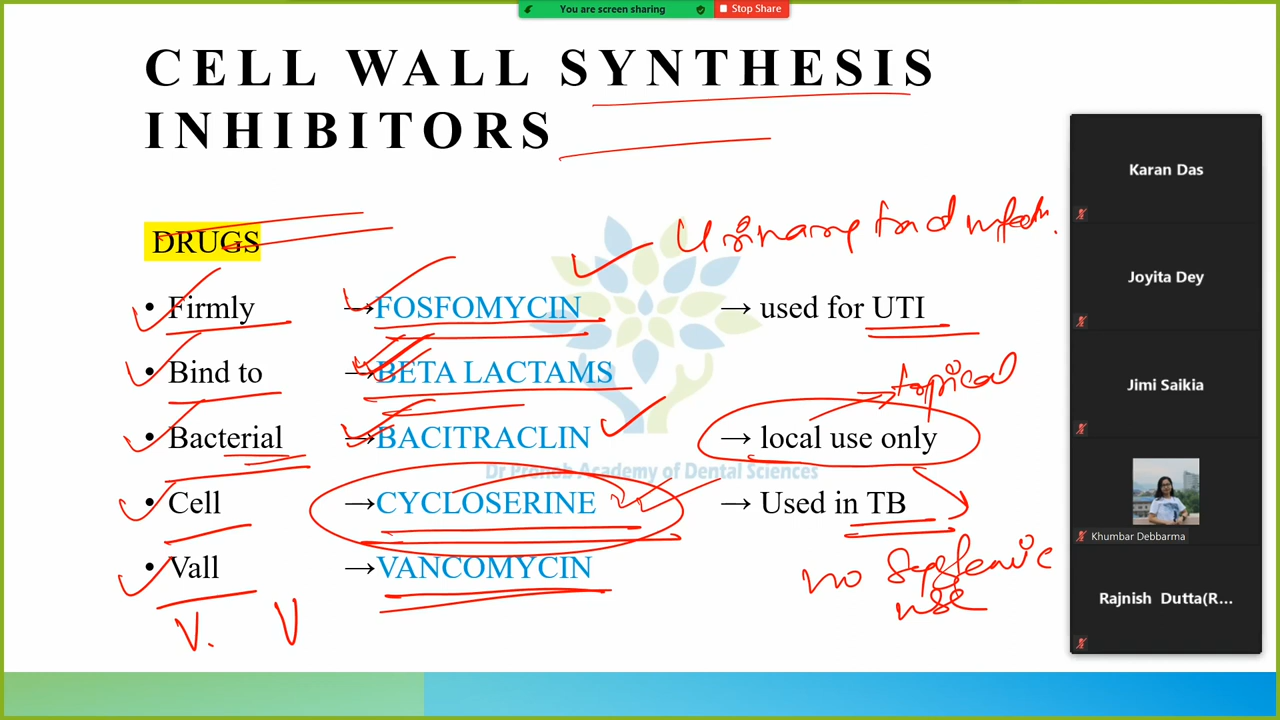 You are screen sharing Stop Share
CELL WALL SYNTHESIS
INHIBITORS
DRUGS
Urinary tract infectn.
• Firmly →FOSFOMYCIN → used for UTI
• Bind to →BETA LACTAMS
topical
• Bacterial →BACITRACLIN → local use only
Dr Pronob Academy of Dental Sciences
• Cell →CYCLOSERINE → Used in TB
• Vall →VANCOMYCIN
no systemic
use
V. V
Karan Das
Joyita Dey
Jimi Saikia
Khumbar Debbarma
Rajnish Dutta(R...